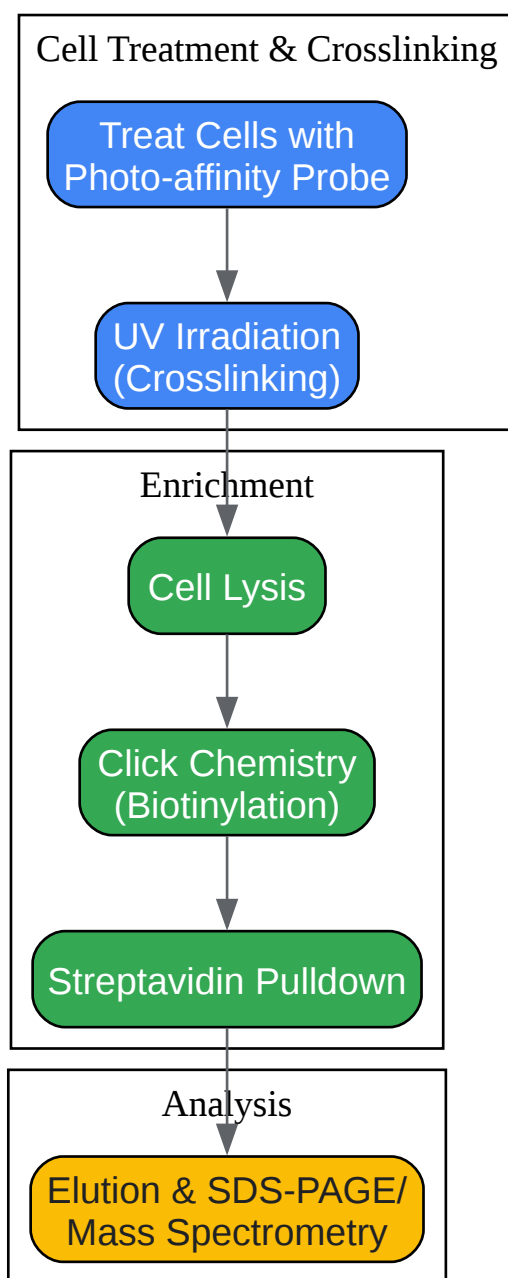 Cell Treatment & Crosslinking
Treat Cells with
Photo-affinity Probe
UV Irradiation
(Crosslinking)
Enrichment
Cell Lysis
Click Chemistry
(Biotinylation)
Streptavidin Pulldown
Analysis
Elution & SDS-PAGE/
Mass Spectrometry